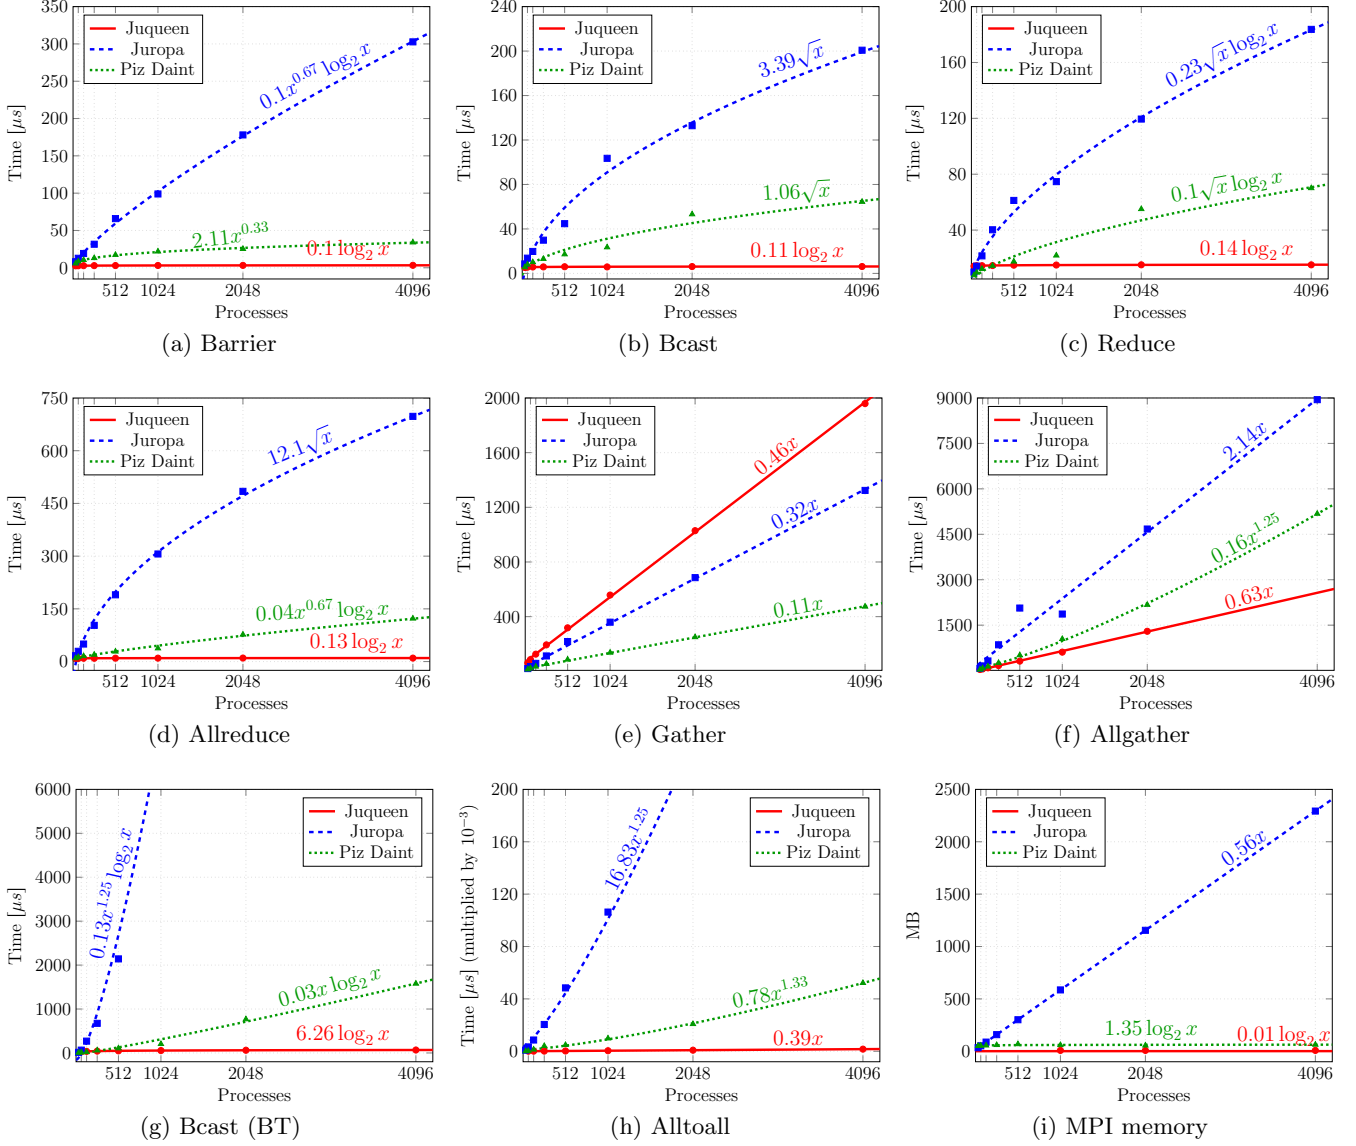 350
300
250
200
150
100
50
0
Time [μs]
Juqueen
Juropa
Piz Daint
0.1x^0.67 log₂ x
2.11x^0.33
0.1 log₂ x
512 1024 2048 4096
Processes
(a) Barrier
240
200
160
120
80
40
0
Time [μs]
Juqueen
Juropa
Piz Daint
3.39√x
1.06√x
0.11 log₂ x
512 1024 2048 4096
Processes
(b) Bcast
200
160
120
80
40
Time [μs]
Juqueen
Juropa
Piz Daint
0.23√x log₂ x
0.1√x log₂ x
0.14 log₂ x
512 1024 2048 4096
Processes
(c) Reduce
750
600
450
300
150
0
Time [μs]
Juqueen
Juropa
Piz Daint
12.1√x
0.04x^0.67 log₂ x
0.13 log₂ x
512 1024 2048 4096
Processes
(d) Allreduce
2000
1600
1200
800
400
Time [μs]
Juqueen
Juropa
Piz Daint
0.46x
0.32x
0.11x
512 1024 2048 4096
Processes
(e) Gather
9000
7500
6000
4500
3000
1500
Time [μs]
Juqueen
Juropa
Piz Daint
2.14x
0.16x^1.25
0.63x
512 1024 2048 4096
Processes
(f) Allgather
6000
5000
4000
3000
2000
1000
0
Time [μs]
Juqueen
Juropa
Piz Daint
0.13x^1.25 log₂ x
0.03x log₂ x
6.26 log₂ x
512 1024 2048 4096
Processes
(g) Bcast (BT)
200
160
120
80
40
0
Time [μs] (multiplied by 10⁻³)
Juqueen
Juropa
Piz Daint
16.83x^1.25
0.78x^1.33
0.39x
512 1024 2048 4096
Processes
(h) Alltoall
2500
2000
1500
1000
500
0
MB
Juqueen
Juropa
Piz Daint
0.56x
1.35 log₂ x
0.01 log₂ x
512 1024 2048 4096
Processes
(i) MPI memory